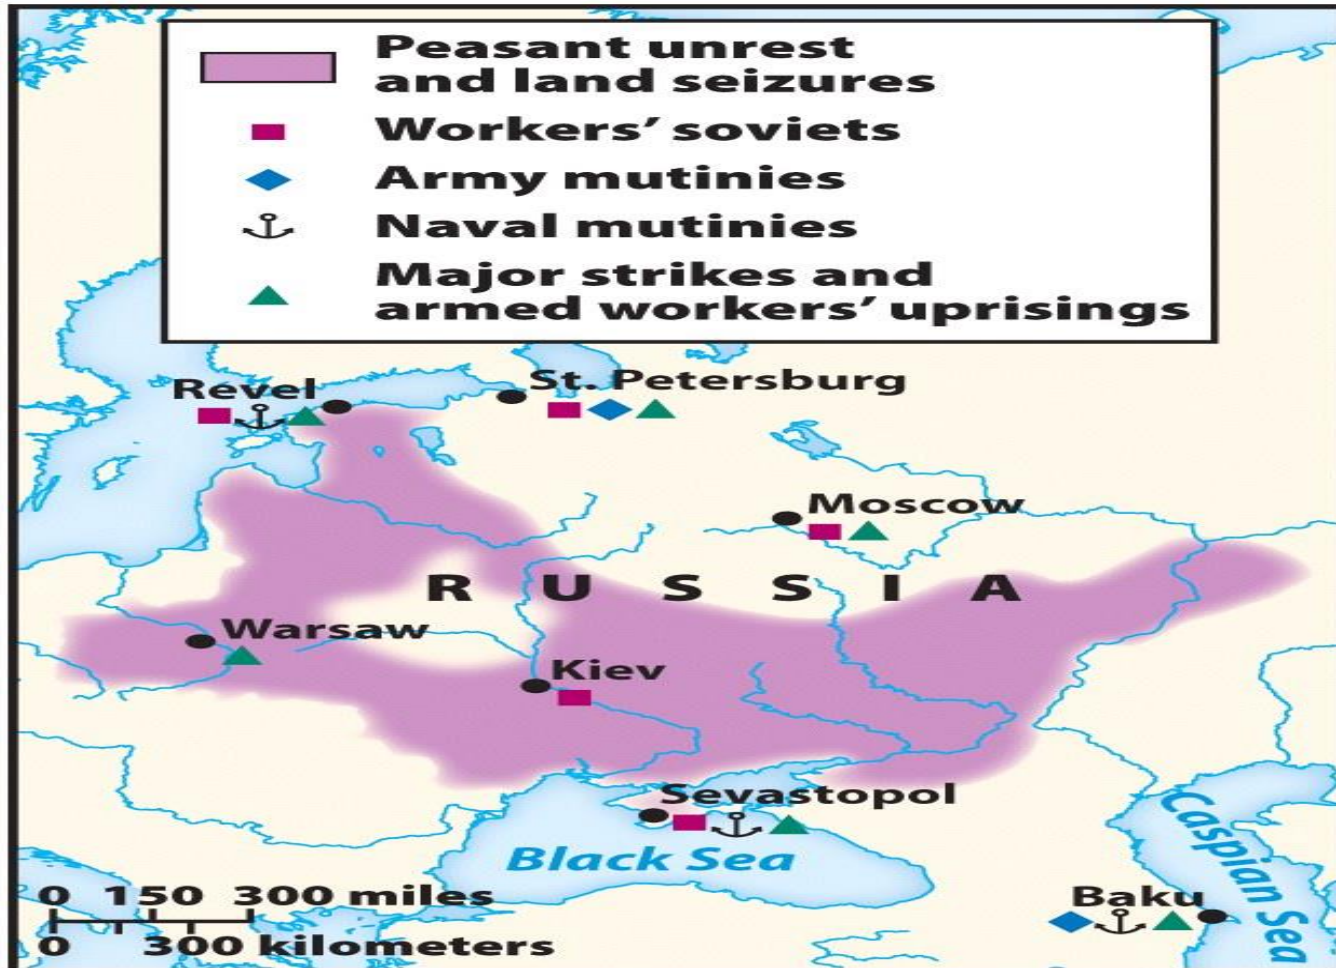 Peasant unrest
and land seizures
Workers’ soviets
Army mutinies
Naval mutinies
Major strikes and
armed workers’ uprisings
Revel
St. Petersburg
Moscow
RUSSIA
Warsaw
Kiev
Sevastopol
Black Sea
Caspian Sea
Baku
0 150 300 miles
0 300 kilometers